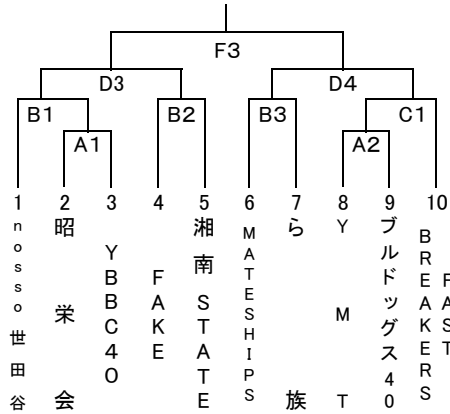 F3
D3
D4
B1
B2
B3
C1
A1
A2
1
2
3
4
5
6
7
8
9
10
nosso世田谷
昭栄会
YBBC40
FAKE
湘南STATE
MATESHIPS
ら族
YMT
ブルドッグス40
FAST
BREAKERS